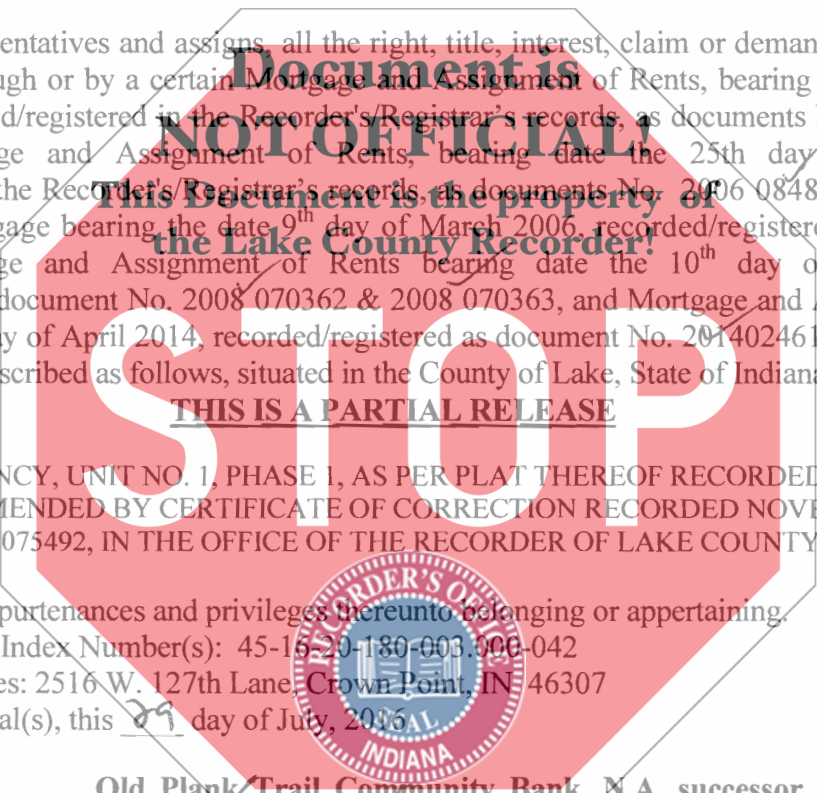 entatives and assigns, all the right, title, interest, claim or deman
Document is
ugh or by a certain Mortgage and Assignment of Rents, bearing
d/registered in the Recorder's/Registrar's records, as documents
NOT OFFICIAL!
ge and Assignment of Rents, bearing date the 25th day
This Document is the property of
the Recorder's/Registrar's records, as documents No. 2006 0848
gage bearing the date 9th day of March 2006, recorded/registere
the Lake County Recorder!
ge and Assignment of Rents bearing date the 10th day o
document No. 2008 070362 & 2008 070363, and Mortgage and A
y of April 2014, recorded/registered as document No. 201402461
scribed as follows, situated in the County of Lake, State of Indiana
THIS IS A PARTIAL RELEASE
STOP
NCY, UNIT NO. 1, PHASE 1, AS PER PLAT THEREOF RECORDED
MENDED BY CERTIFICATE OF CORRECTION RECORDED NOVE
075492, IN THE OFFICE OF THE RECORDER OF LAKE COUNTY
purtenances and privileges thereunto belonging or appertaining.
Index Number(s): 45-16-20-180-003.000-042
es: 2516 W. 127th Lane, Crown Point, IN 46307
al(s), this 29 day of July, 2016
RECORDER'S OFFICE
SEAL
INDIANA
Old Plank Trail Community Bank, N.A. successor